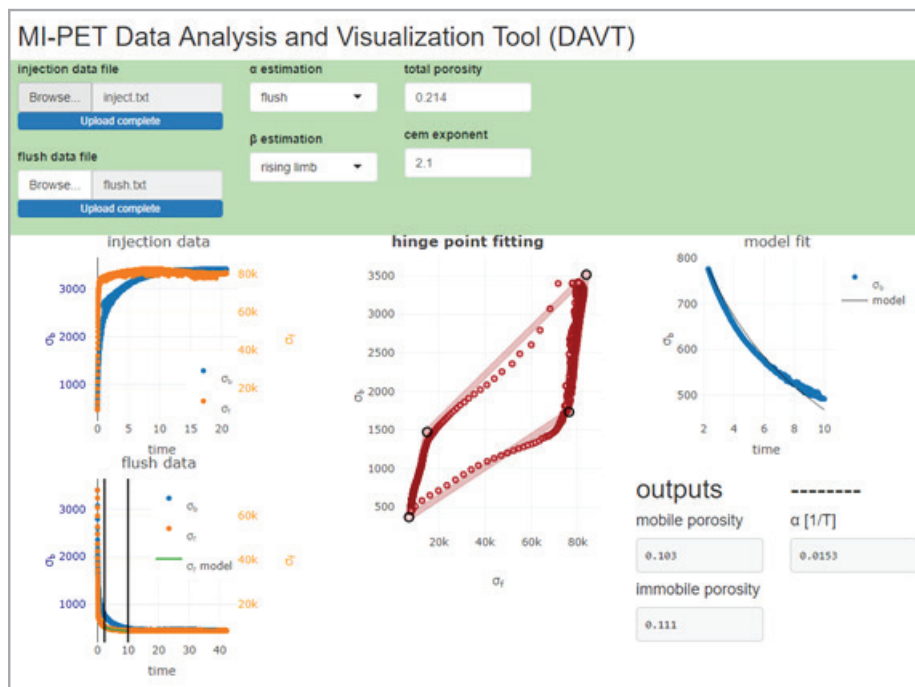 MI-PET Data Analysis and Visualization Tool (DAVT)
injection data file
α estimation
total porosity
Browse...
inject.txt
flush
0.214
Upload complete
β estimation
cem exponent
flush data file
rising limb
2.1
Browse...
flush.txt
Upload complete
injection data
3000
2000
1000
σb
80k
60k
40k
20k
σf
σb
σf
0
5
10
15
20
time
hinge point fitting
3500
3000
2500
2000
1500
1000
500
σb
20k
40k
60k
80k
σf
model fit
800
700
600
500
σb
σb
model
2
4
6
8
10
time
flush data
3000
2000
1000
σb
60k
40k
20k
σf
σb
σf
σf model
0
10
20
30
40
time
outputs
--------
mobile porosity
α [1/T]
0.103
0.0153
immobile porosity
0.111